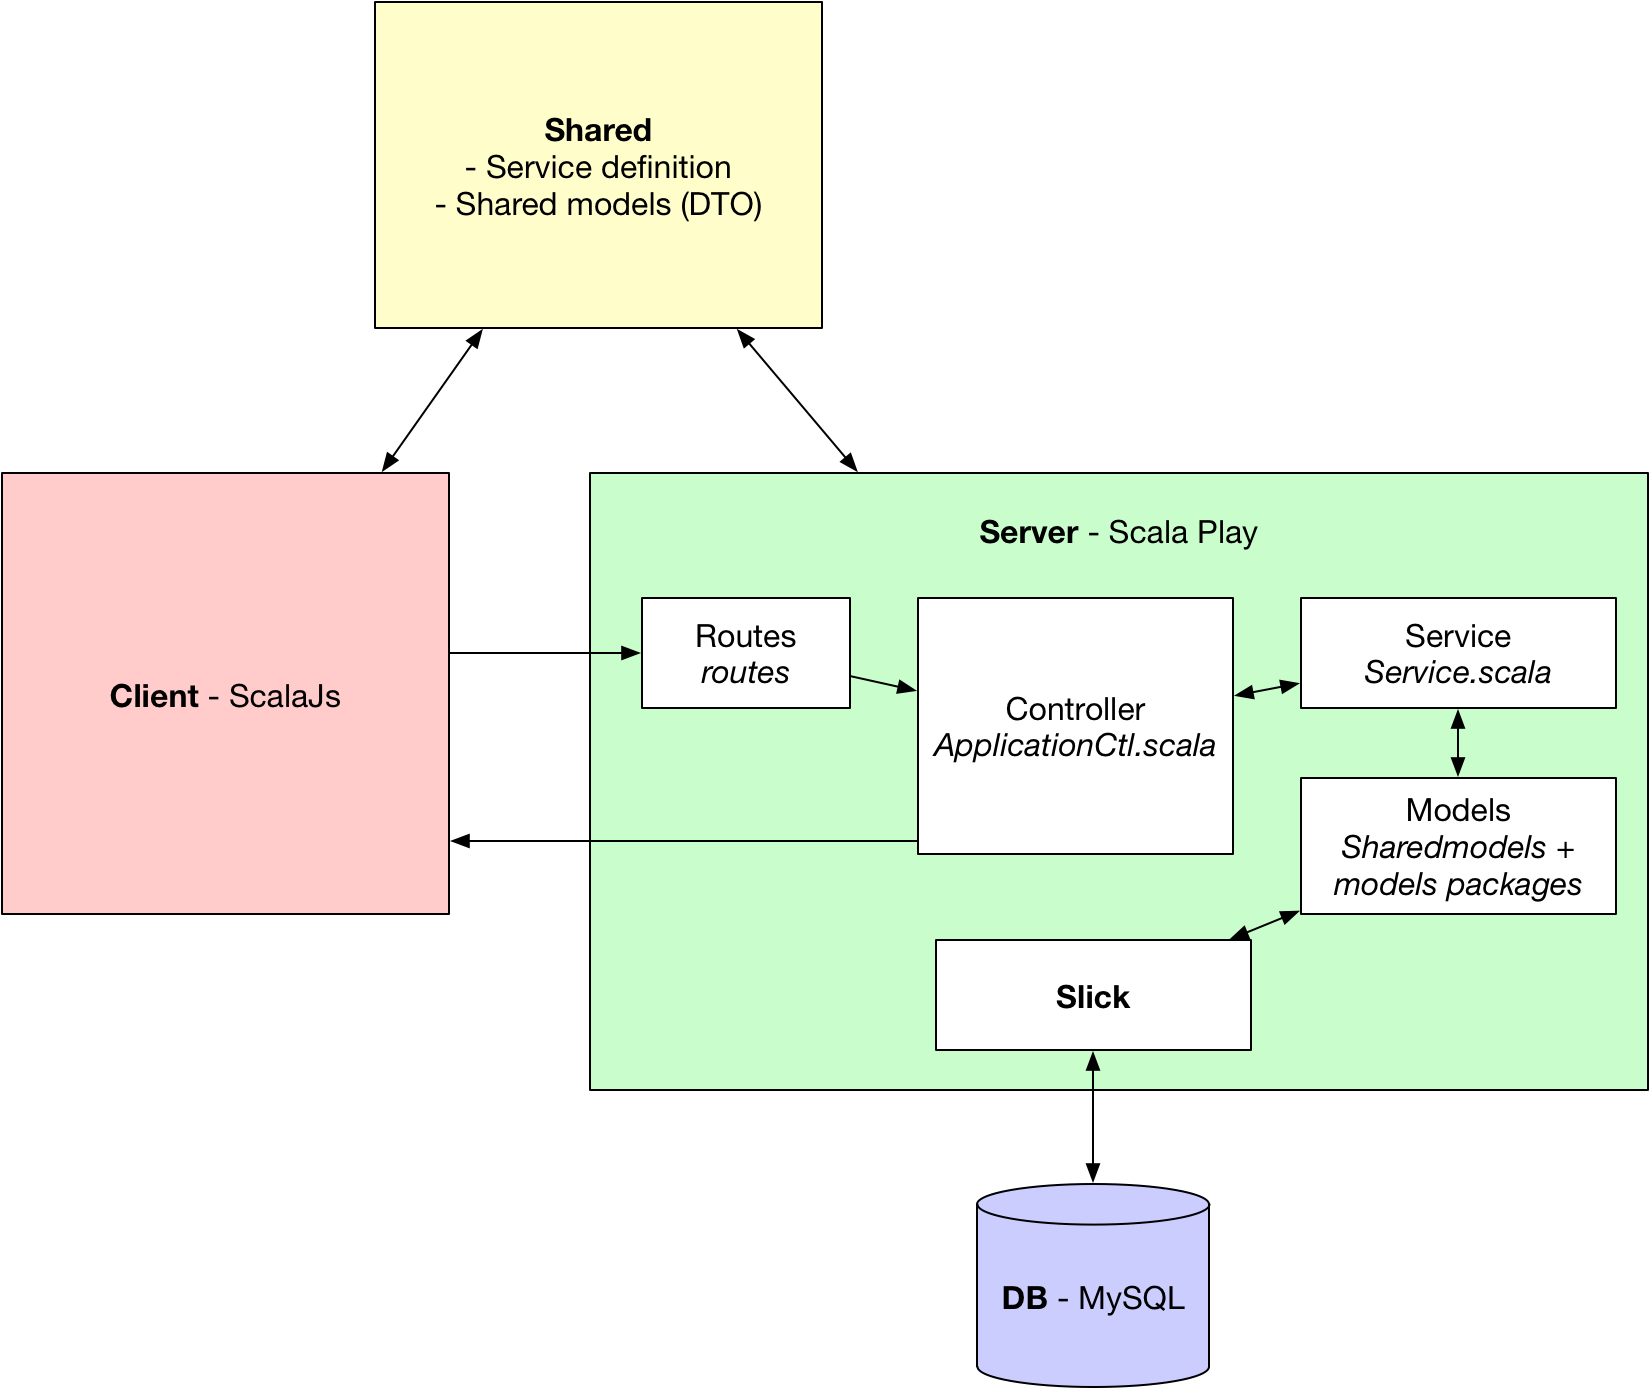 Shared
- Service definition
- Shared models (DTO)
Server - Scala Play
Client - ScalaJs
Routes
routes
Controller
ApplicationCtl.scala
Service
Service.scala
Models
Sharedmodels +
models packages
Slick
DB - MySQL